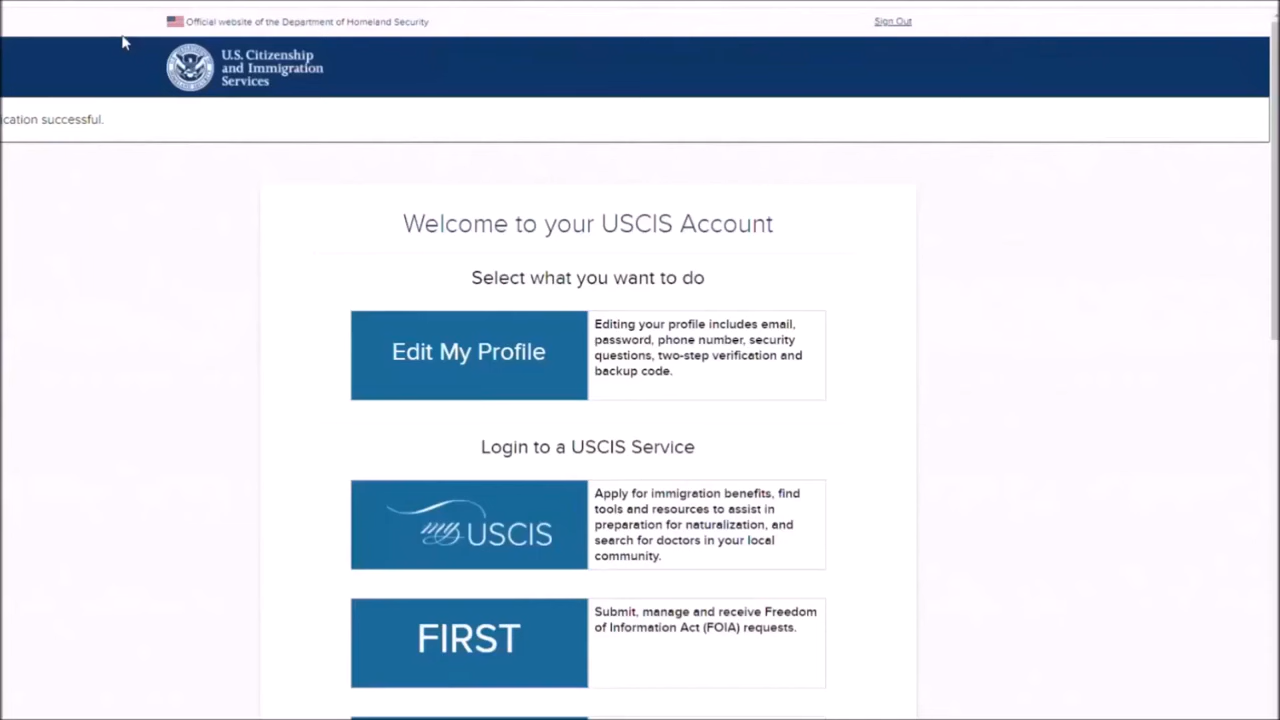 Official website of the Department of Homeland Security
Sign Out
U.S. Citizenship
and Immigration
Services
ication successful.
Welcome to your USCIS Account
Select what you want to do
Edit My Profile
Editing your profile includes email,
password, phone number, security
questions, two-step verification and
backup code.
Login to a USCIS Service
my USCIS
Apply for immigration benefits, find
tools and resources to assist in
preparation for naturalization, and
search for doctors in your local
community.
FIRST
Submit, manage and receive Freedom
of Information Act (FOIA) requests.